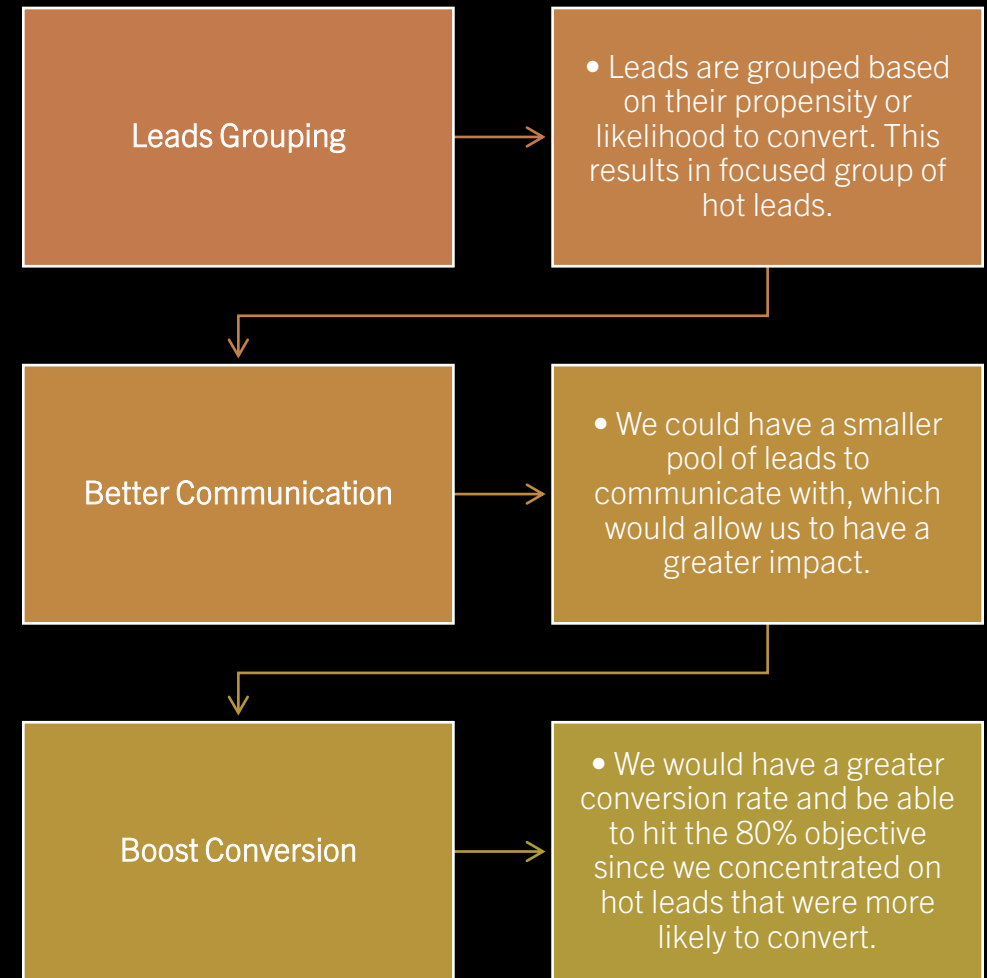 Leads Grouping
• Leads are grouped based
on their propensity or
likelihood to convert. This
results in focused group of
hot leads.
Better Communication
• We could have a smaller
pool of leads to
communicate with, which
would allow us to have a
greater impact.
Boost Conversion
• We would have a greater
conversion rate and be able
to hit the 80% objective
since we concentrated on
hot leads that were more
likely to convert.